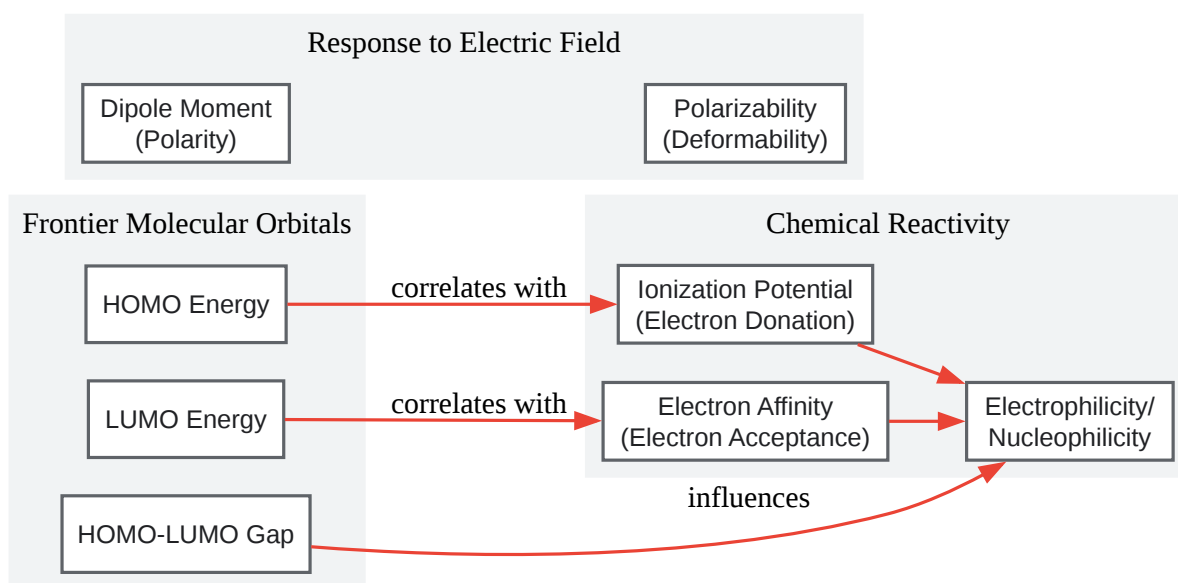 Response to Electric Field
Dipole Moment
(Polarity)
Polarizability
(Deformability)
Frontier Molecular Orbitals
Chemical Reactivity
HOMO Energy
correlates with
Ionization Potential
(Electron Donation)
LUMO Energy
correlates with
Electron Affinity
(Electron Acceptance)
Electrophilicity/
Nucleophilicity
influences
HOMO-LUMO Gap